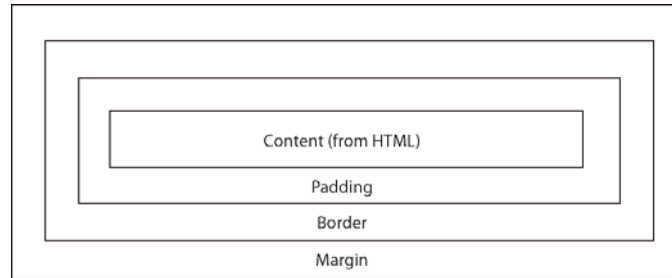 Content (from HTML)
Padding
Border
Margin